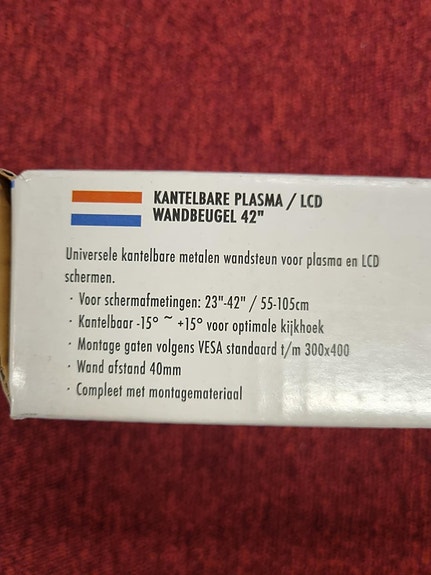 KANTELBARE PLASMA / LCD
WANDBEUGEL 42"
Universele kantelbare metalen wandsteun voor plasma en LCD
schermen.
· Voor schermafmetingen: 23"-42" / 55-105cm
· Kantelbaar -15° ~ +15° voor optimale kijkhoek
· Montage gaten volgens VESA standaard t/m 300x400
· Wand afstand 40mm
· Compleet met montagemateriaal